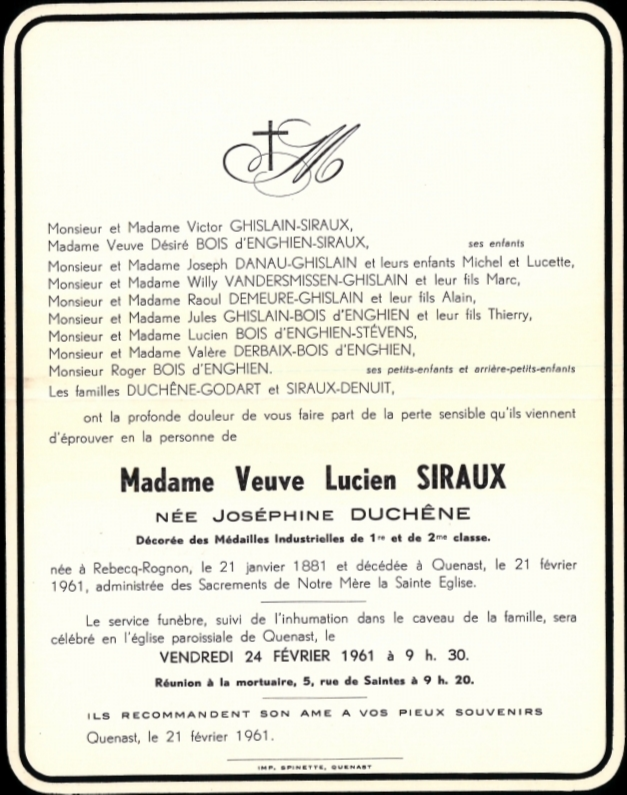 M
Monsieur et Madame Victor GHISLAIN-SIRAUX,
Madame Veuve Désiré BOIS d'ENGHIEN-SIRAUX, ses enfants
Monsieur et Madame Joseph DANAU-GHISLAIN et leurs enfants Michel et Lucette,
Monsieur et Madame Willy VANDERSMISSEN-GHISLAIN et leur fils Marc,
Monsieur et Madame Raoul DEMEURE-GHISLAIN et leur fils Alain,
Monsieur et Madame Jules GHISLAIN-BOIS d'ENGHIEN et leur fils Thierry,
Monsieur et Madame Lucien BOIS d'ENGHIEN-STÉVENS,
Monsieur et Madame Valère DERBAIX-BOIS d'ENGHIEN,
Monsieur Roger BOIS d'ENGHIEN. ses petits-enfants et arrière-petits-enfants
Les familles DUCHÊNE-GODART et SIRAUX-DENUIT,
ont la profonde douleur de vous faire part de la perte sensible qu'ils viennent
d'éprouver en la personne de
Madame Veuve Lucien SIRAUX
NÉE JOSÉPHINE DUCHÊNE
Décorée des Médailles Industrielles de 1re et de 2me classe.
née à Rebecq-Rognon, le 21 janvier 1881 et décédée à Quenast, le 21 février
1961, administrée des Sacrements de Notre Mère la Sainte Eglise.
Le service funèbre, suivi de l'inhumation dans le caveau de la famille, sera
célébré en l'église paroissiale de Quenast, le
VENDREDI 24 FÉVRIER 1961 à 9 h. 30.
Réunion à la mortuaire, 5, rue de Saintes à 9 h. 20.
ILS RECOMMANDENT SON AME A VOS PIEUX SOUVENIRS
Quenast, le 21 février 1961.
IMP. SPINETTE, QUENAST